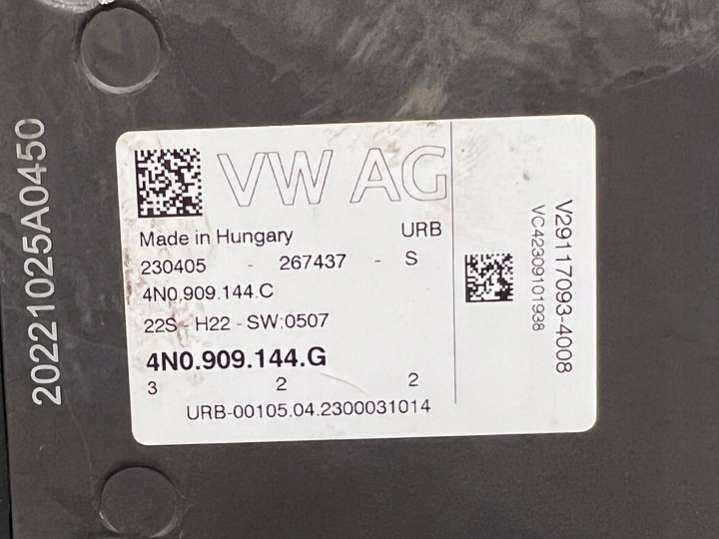 20221025A0450
VW AG
Made in Hungary URB
230405 - 267437 - S
4N0.909.144.C
22S - H22 - SW:0507
4N0.909.144.G
3 2 2
URB-00105.04.2300031014
V29117093-4008
VC42309101938